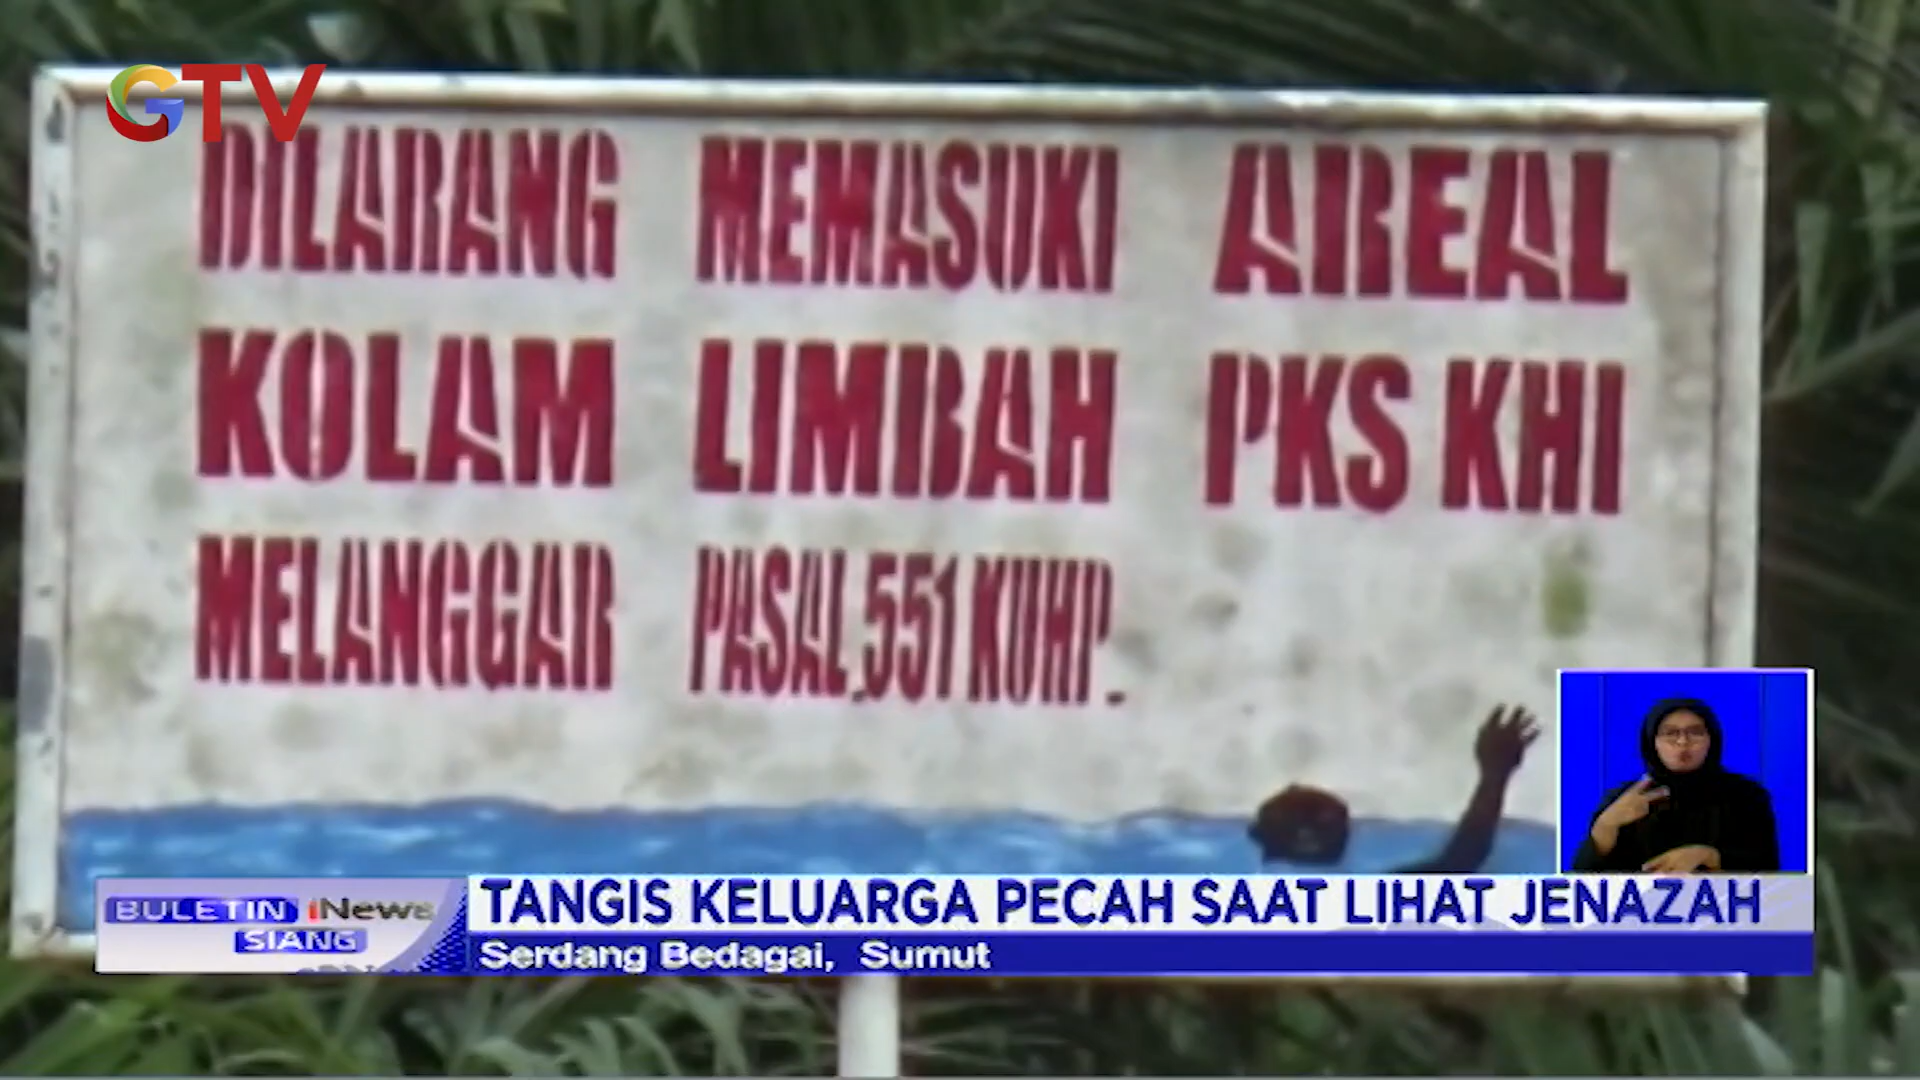 GTV
DILARANG MEMASUKI AREAL
KOLAM LIMBAH PKS KHI
MELANGGAR PASAL.551 KUHP.
BULETIN iNews
SIANG
TANGIS KELUARGA PECAH SAAT LIHAT JENAZAH
Serdang Bedagai, Sumut